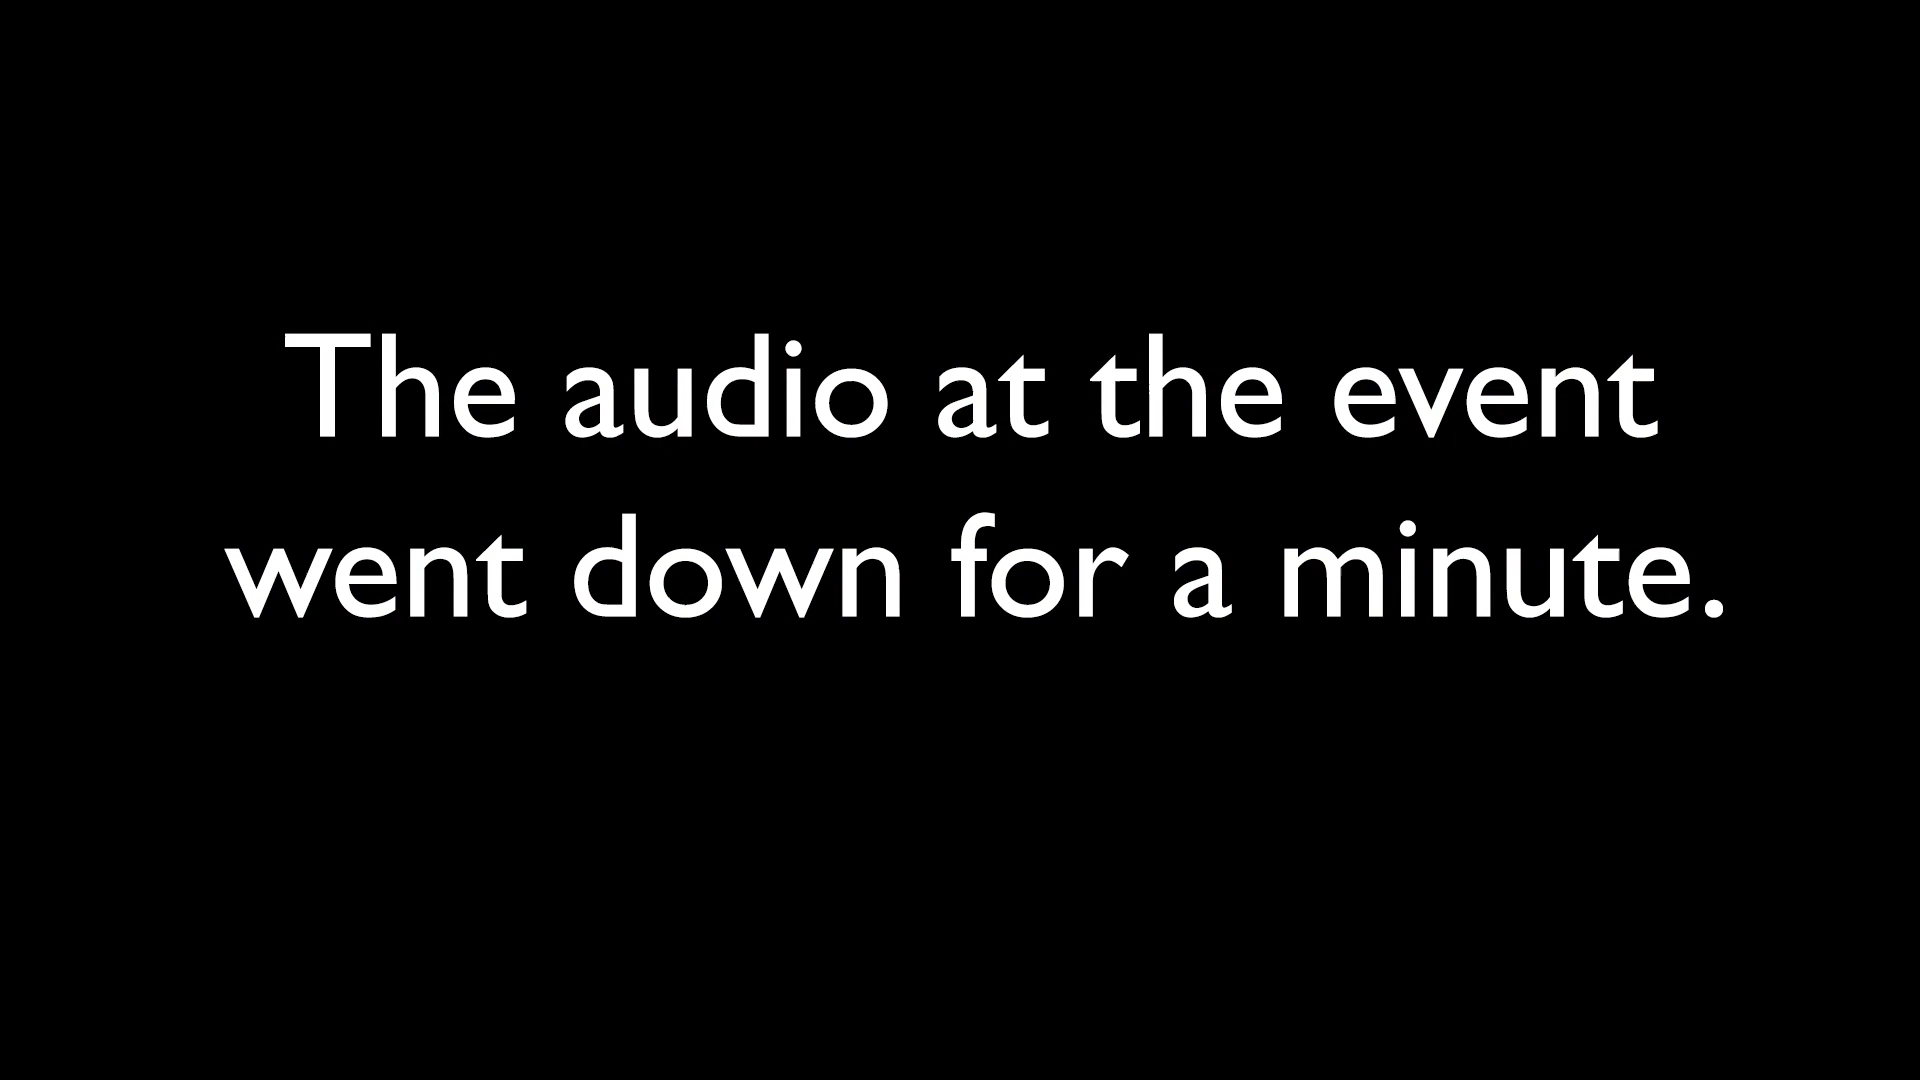 The audio at the event
went down for a minute.